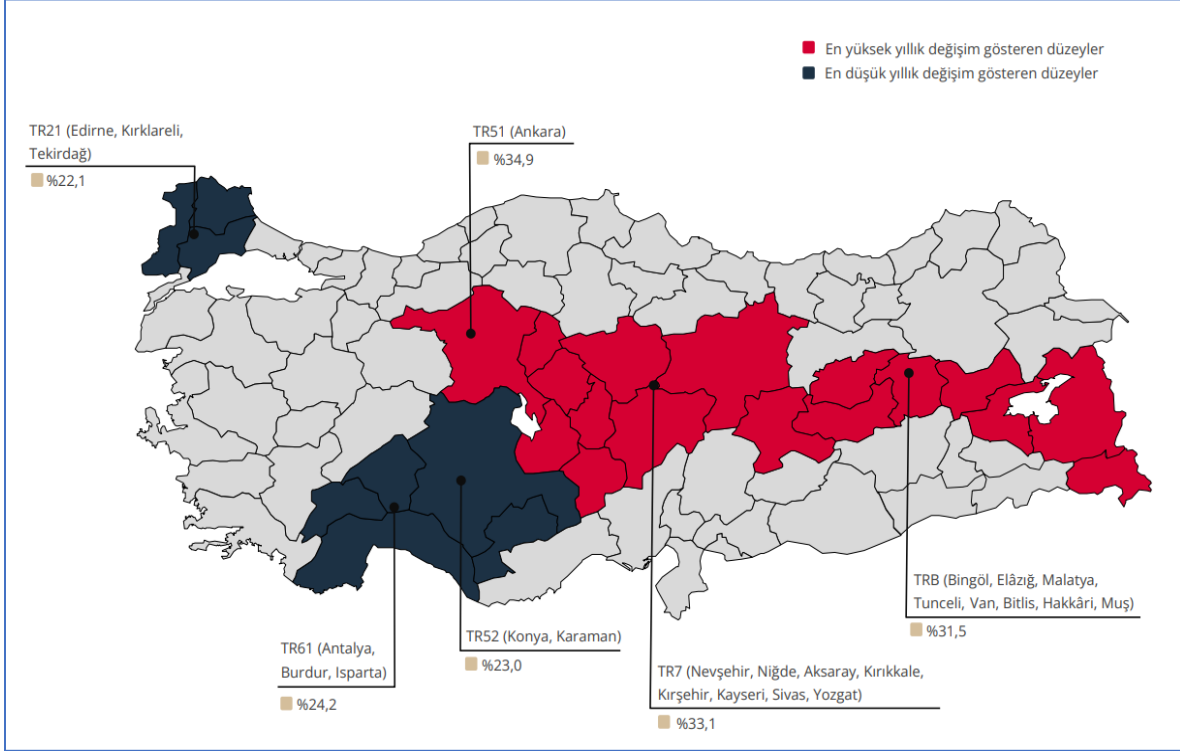 En yüksek yıllık değişim gösteren düzeyler
En düşük yıllık değişim gösteren düzeyler
TR21 (Edirne, Kırklareli,
Tekirdağ)
%22,1
TR51 (Ankara)
%34,9
TRB (Bingöl, Elâzığ, Malatya,
Tunceli, Van, Bitlis, Hakkâri, Muş)
%31,5
TR61 (Antalya,
Burdur, Isparta)
%24,2
TR52 (Konya, Karaman)
%23,0
TR7 (Nevşehir, Niğde, Aksaray, Kırıkkale,
Kırşehir, Kayseri, Sivas, Yozgat)
%33,1